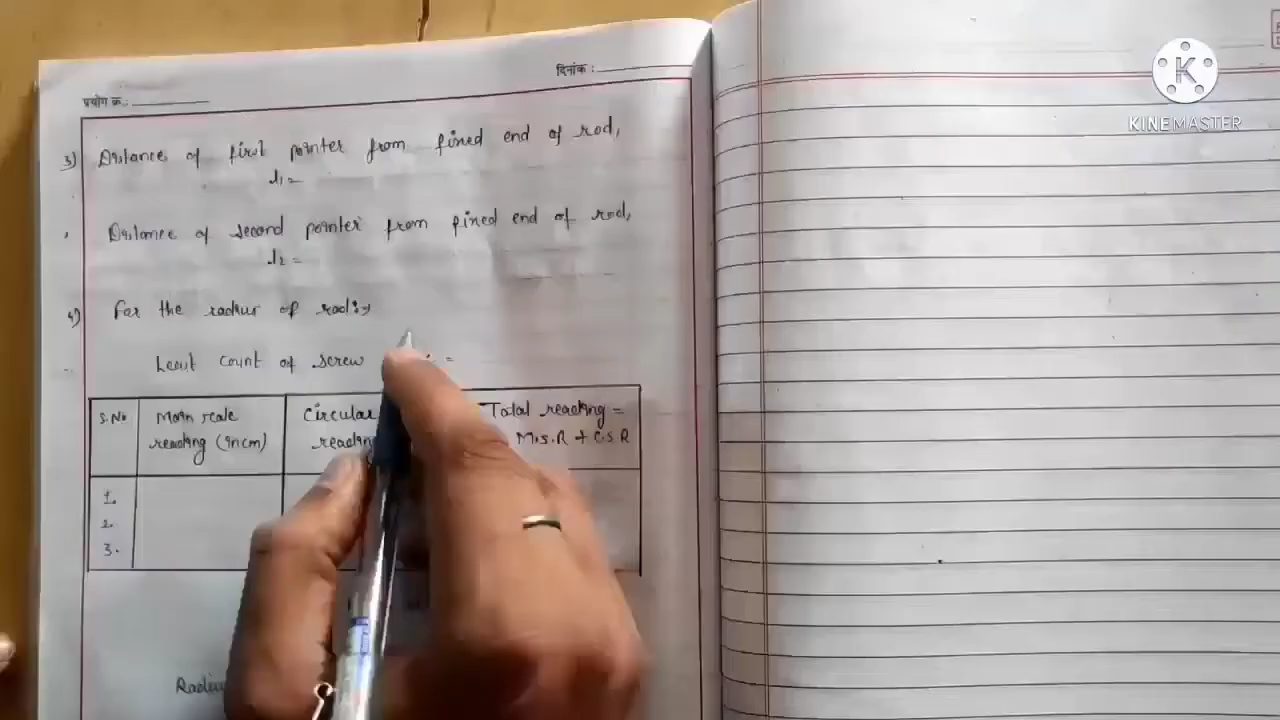 प्रयोग क्र.
दिनांक :
3) Distance of first pointer from fixed end of rod,
l1 =
Distance of second pointer from fixed end of rod,
l2 =
4) For the radius of rod:→
Least count of screw =
S.No
Main scale reading (in cm)
Circular reading
Total reading = M.S.R + C.S.R
1.
2.
3.
KINEMASTER